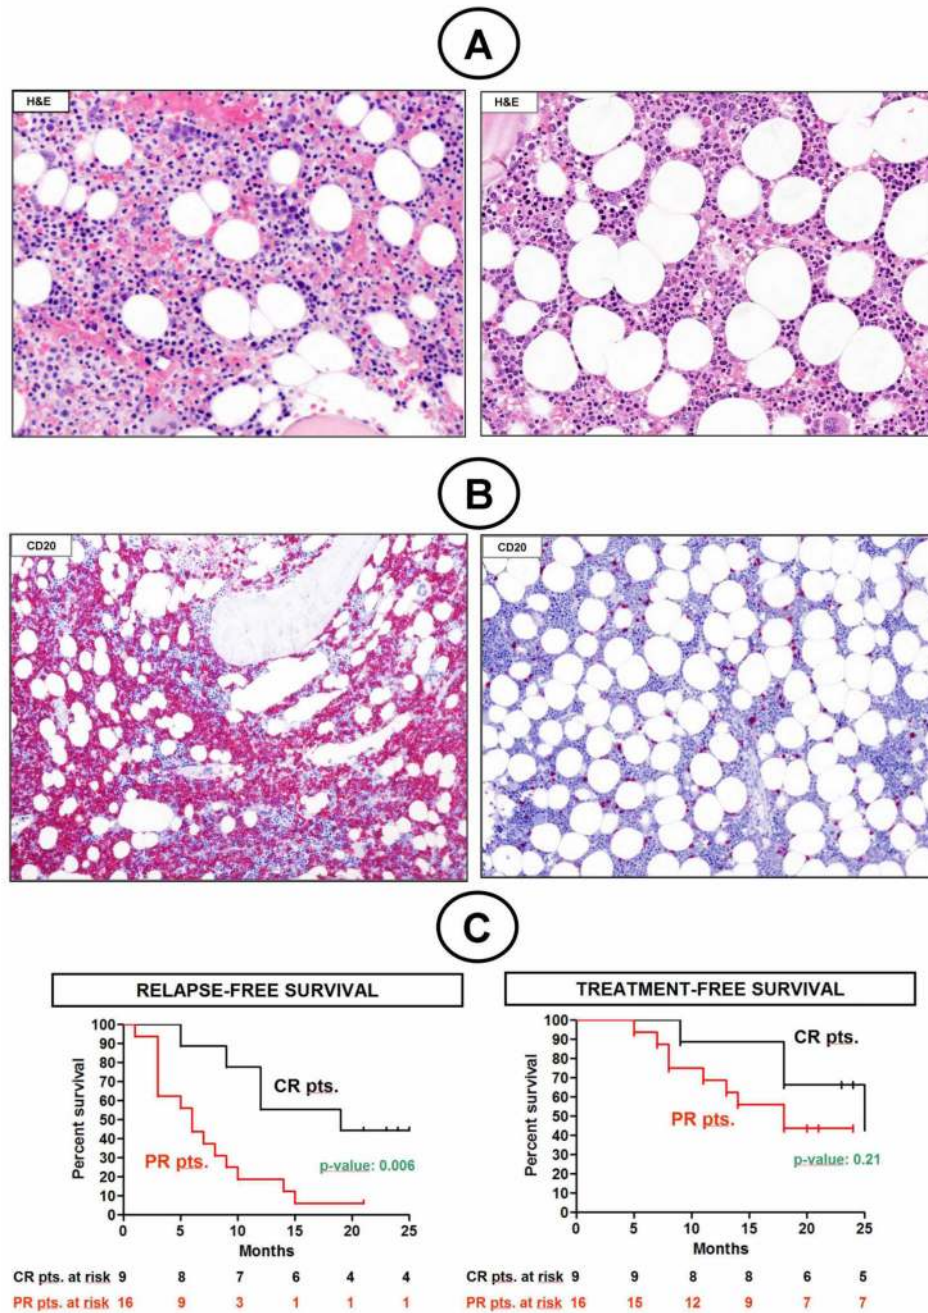 A
H&E
H&E
B
CD20
CD20
C
RELAPSE-FREE SURVIVAL
TREATMENT-FREE SURVIVAL
Percent survival
100
90
80
70
60
50
40
30
20
10
0
CR pts.
PR pts.
p-value: 0.006
0 5 10 15 20 25
Months
CR pts. at risk 9 8 7 6 4 4
PR pts. at risk 16 9 3 1 1 1
Percent survival
100
90
80
70
60
50
40
30
20
10
0
CR pts.
PR pts.
p-value: 0.21
0 5 10 15 20 25
Months
CR pts. at risk 9 9 8 8 6 5
PR pts. at risk 16 15 12 9 7 7